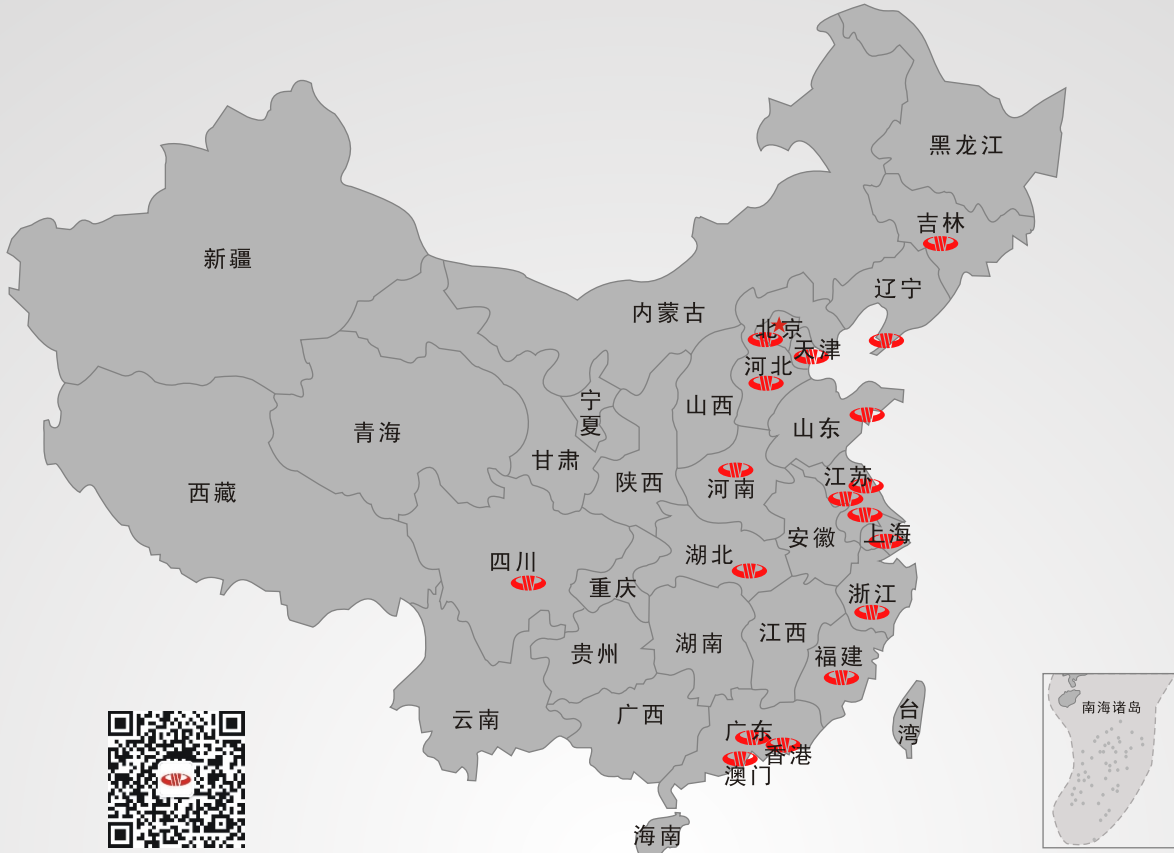 黑龙江
吉林
新疆
辽宁
内蒙古
北京
天津
河北
宁夏
山西
山东
青海
甘肃
陕西
河南
江苏
西藏
上海
安徽
四川
湖北
重庆
浙江
江西
湖南
贵州
福建
台湾
南海诸岛
云南
广西
广东
香港
澳门
海南